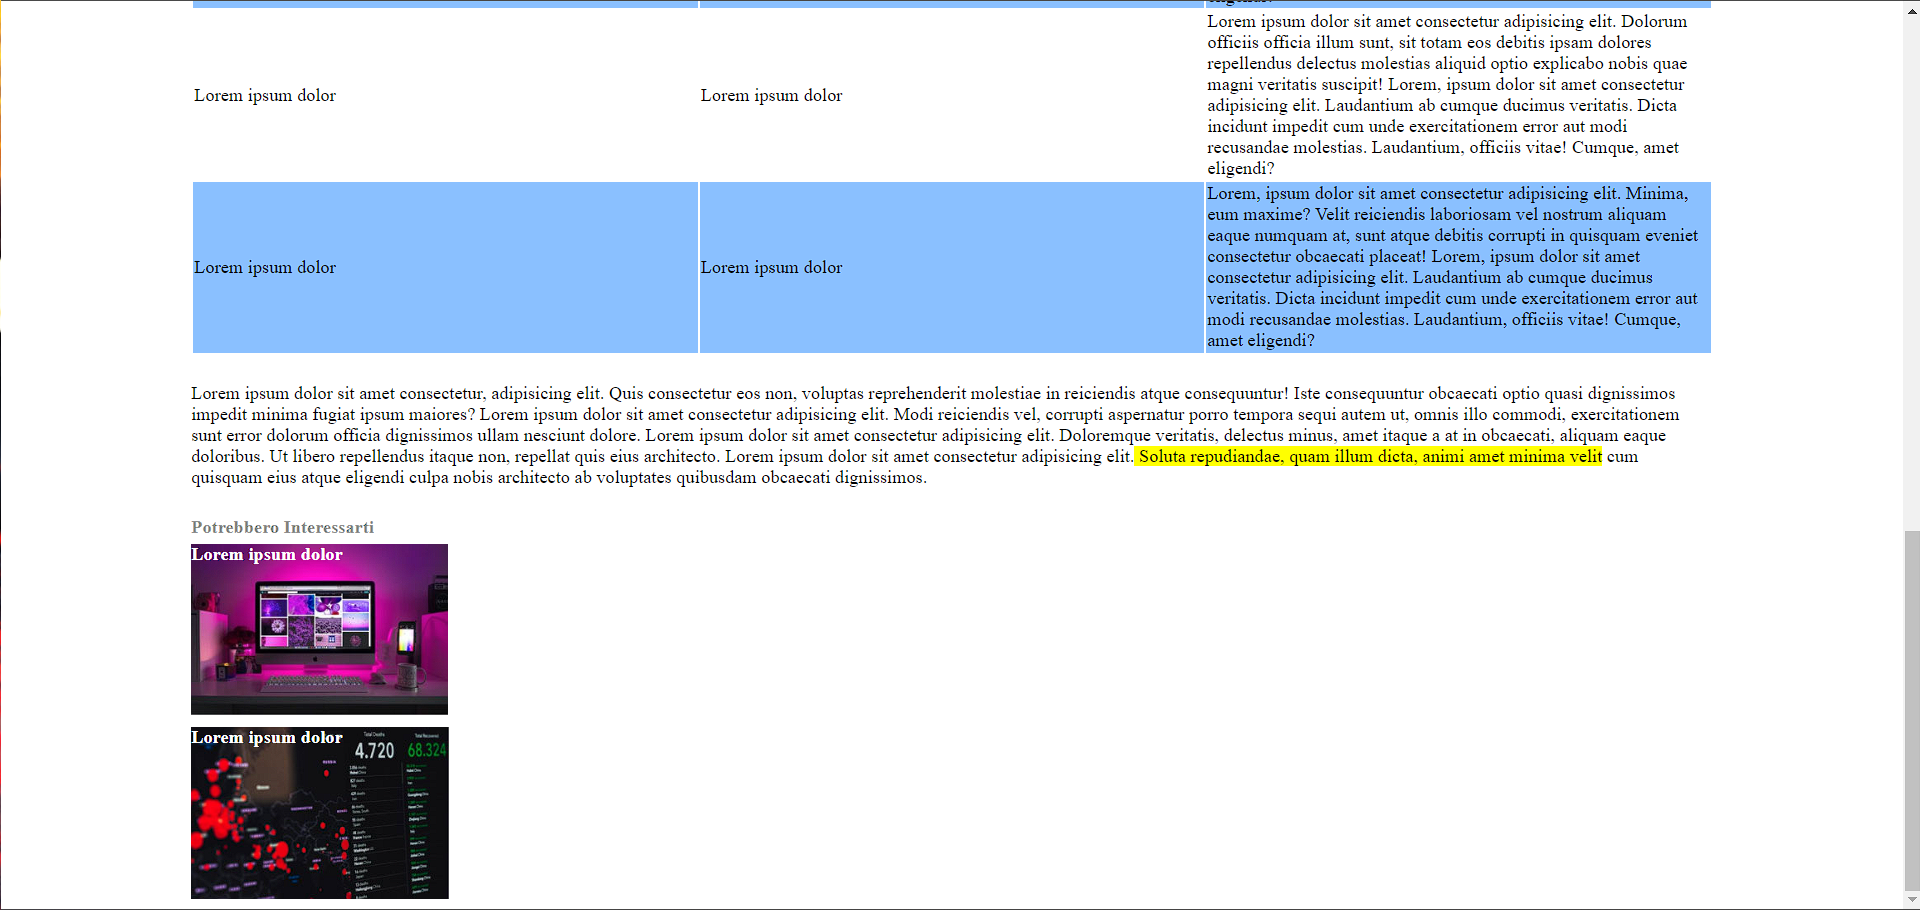 Lorem ipsum dolor
Lorem ipsum dolor
Lorem ipsum dolor sit amet consectetur adipisicing elit. Dolorum
officiis officia illum sunt, sit totam eos debitis ipsam dolores
repellendus delectus molestias aliquid optio explicabo nobis quae
magni veritatis suscipit! Lorem, ipsum dolor sit amet consectetur
adipisicing elit. Laudantium ab cumque ducimus veritatis. Dicta
incidunt impedit cum unde exercitationem error aut modi
recusandae molestias. Laudantium, officiis vitae! Cumque, amet
eligendi?
Lorem ipsum dolor
Lorem ipsum dolor
Lorem, ipsum dolor sit amet consectetur adipisicing elit. Minima,
eum maxime? Velit reiciendis laboriosam vel nostrum aliquam
eaque numquam at, sunt atque debitis corrupti in quisquam eveniet
consectetur obcaecati placeat! Lorem, ipsum dolor sit amet
consectetur adipisicing elit. Laudantium ab cumque ducimus
veritatis. Dicta incidunt impedit cum unde exercitationem error aut
modi recusandae molestias. Laudantium, officiis vitae! Cumque,
amet eligendi?
Lorem ipsum dolor sit amet consectetur, adipisicing elit. Quis consectetur eos non, voluptas reprehenderit molestiae in reiciendis atque consequuntur! Iste consequuntur obcaecati optio quasi dignissimos
impedit minima fugiat ipsum maiores? Lorem ipsum dolor sit amet consectetur adipisicing elit. Modi reiciendis vel, corrupti aspernatur porro tempora sequi autem ut, omnis illo commodi, exercitationem
sunt error dolorum officia dignissimos ullam nesciunt dolore. Lorem ipsum dolor sit amet consectetur adipisicing elit. Doloremque veritatis, delectus minus, amet itaque a at in obcaecati, aliquam eaque
doloribus. Ut libero repellendus itaque non, repellat quis eius architecto. Lorem ipsum dolor sit amet consectetur adipisicing elit. Soluta repudiandae, quam illum dicta, animi amet minima velit cum
quisquam eius atque eligendi culpa nobis architecto ab voluptates quibusdam obcaecati dignissimos.
Potrebbero Interessarti
Lorem ipsum dolor
Lorem ipsum dolor
Total Deaths
4.720
Total Recovered
68.324